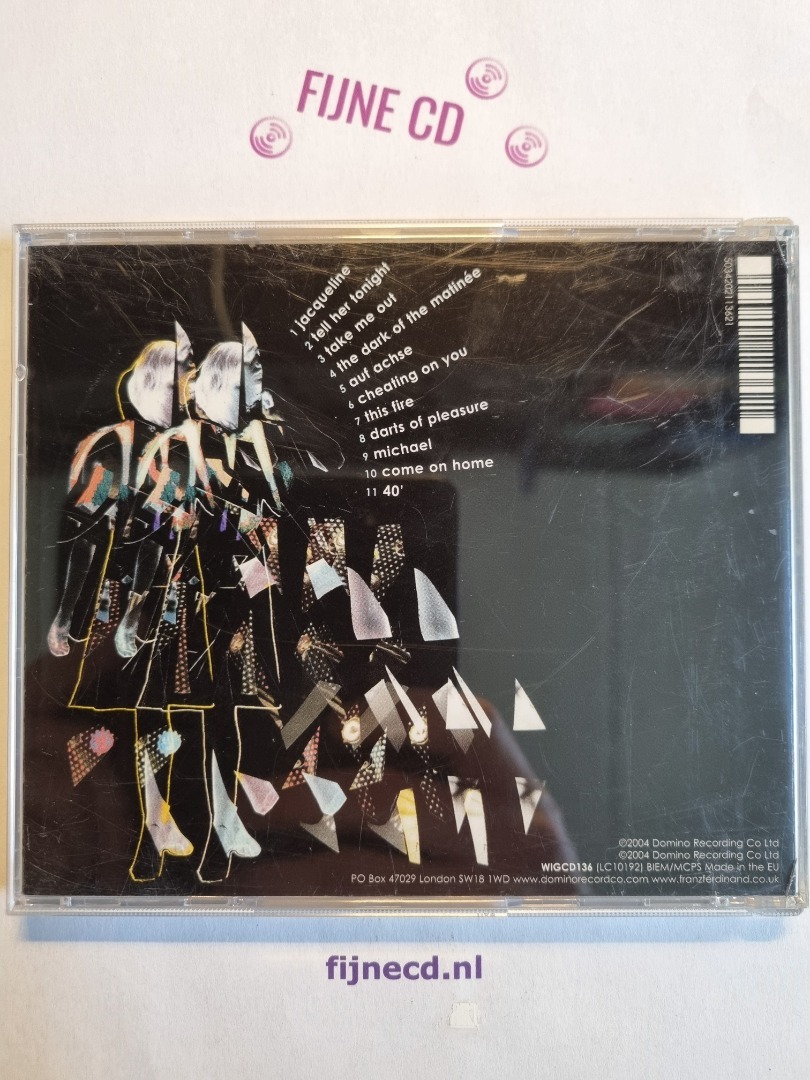 FIJNE CD
1 jacqueline
2 tell her tonight
3 take me out
4 the dark of the matinée
5 auf achse
6 cheating on you
7 this fire
8 darts of pleasure
9 michael
10 come on home
11 40'
5034202113621
©2004 Domino Recording Co Ltd
©2004 Domino Recording Co Ltd
WIGCD136 (LC10192) BIEM/MCPS Made in the EU
PO Box 47029 London SW18 1WD www.dominorecordco.com www.franzferdinand.co.uk
fijnecd.nl